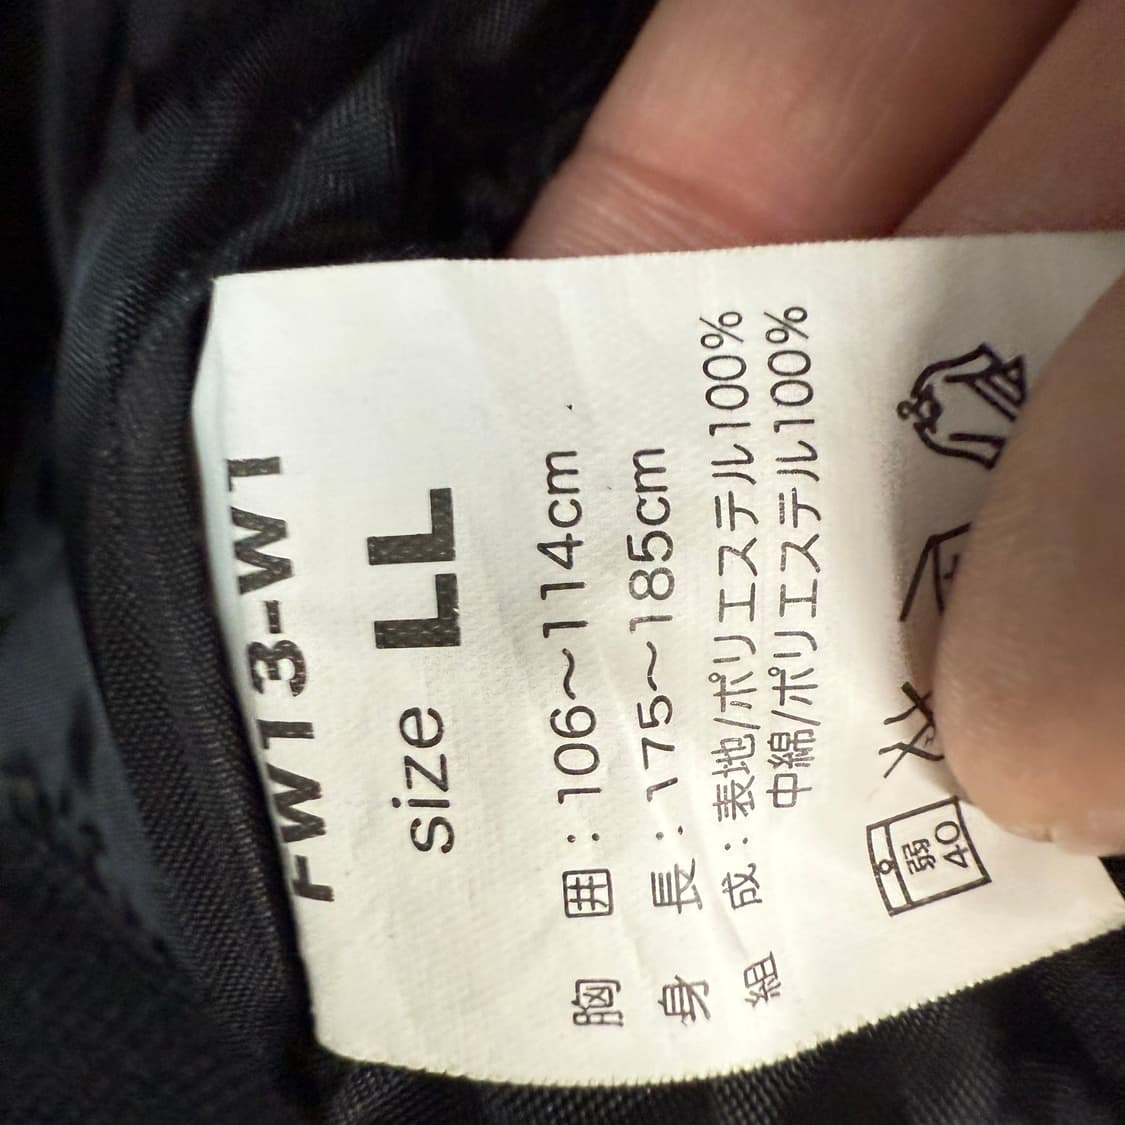 FW13-W1
size LL
胸 囲：106〜114cm
身 長：175〜185cm
組 成：表地/ポリエステル100%
中綿/ポリエステル100%
弱
40